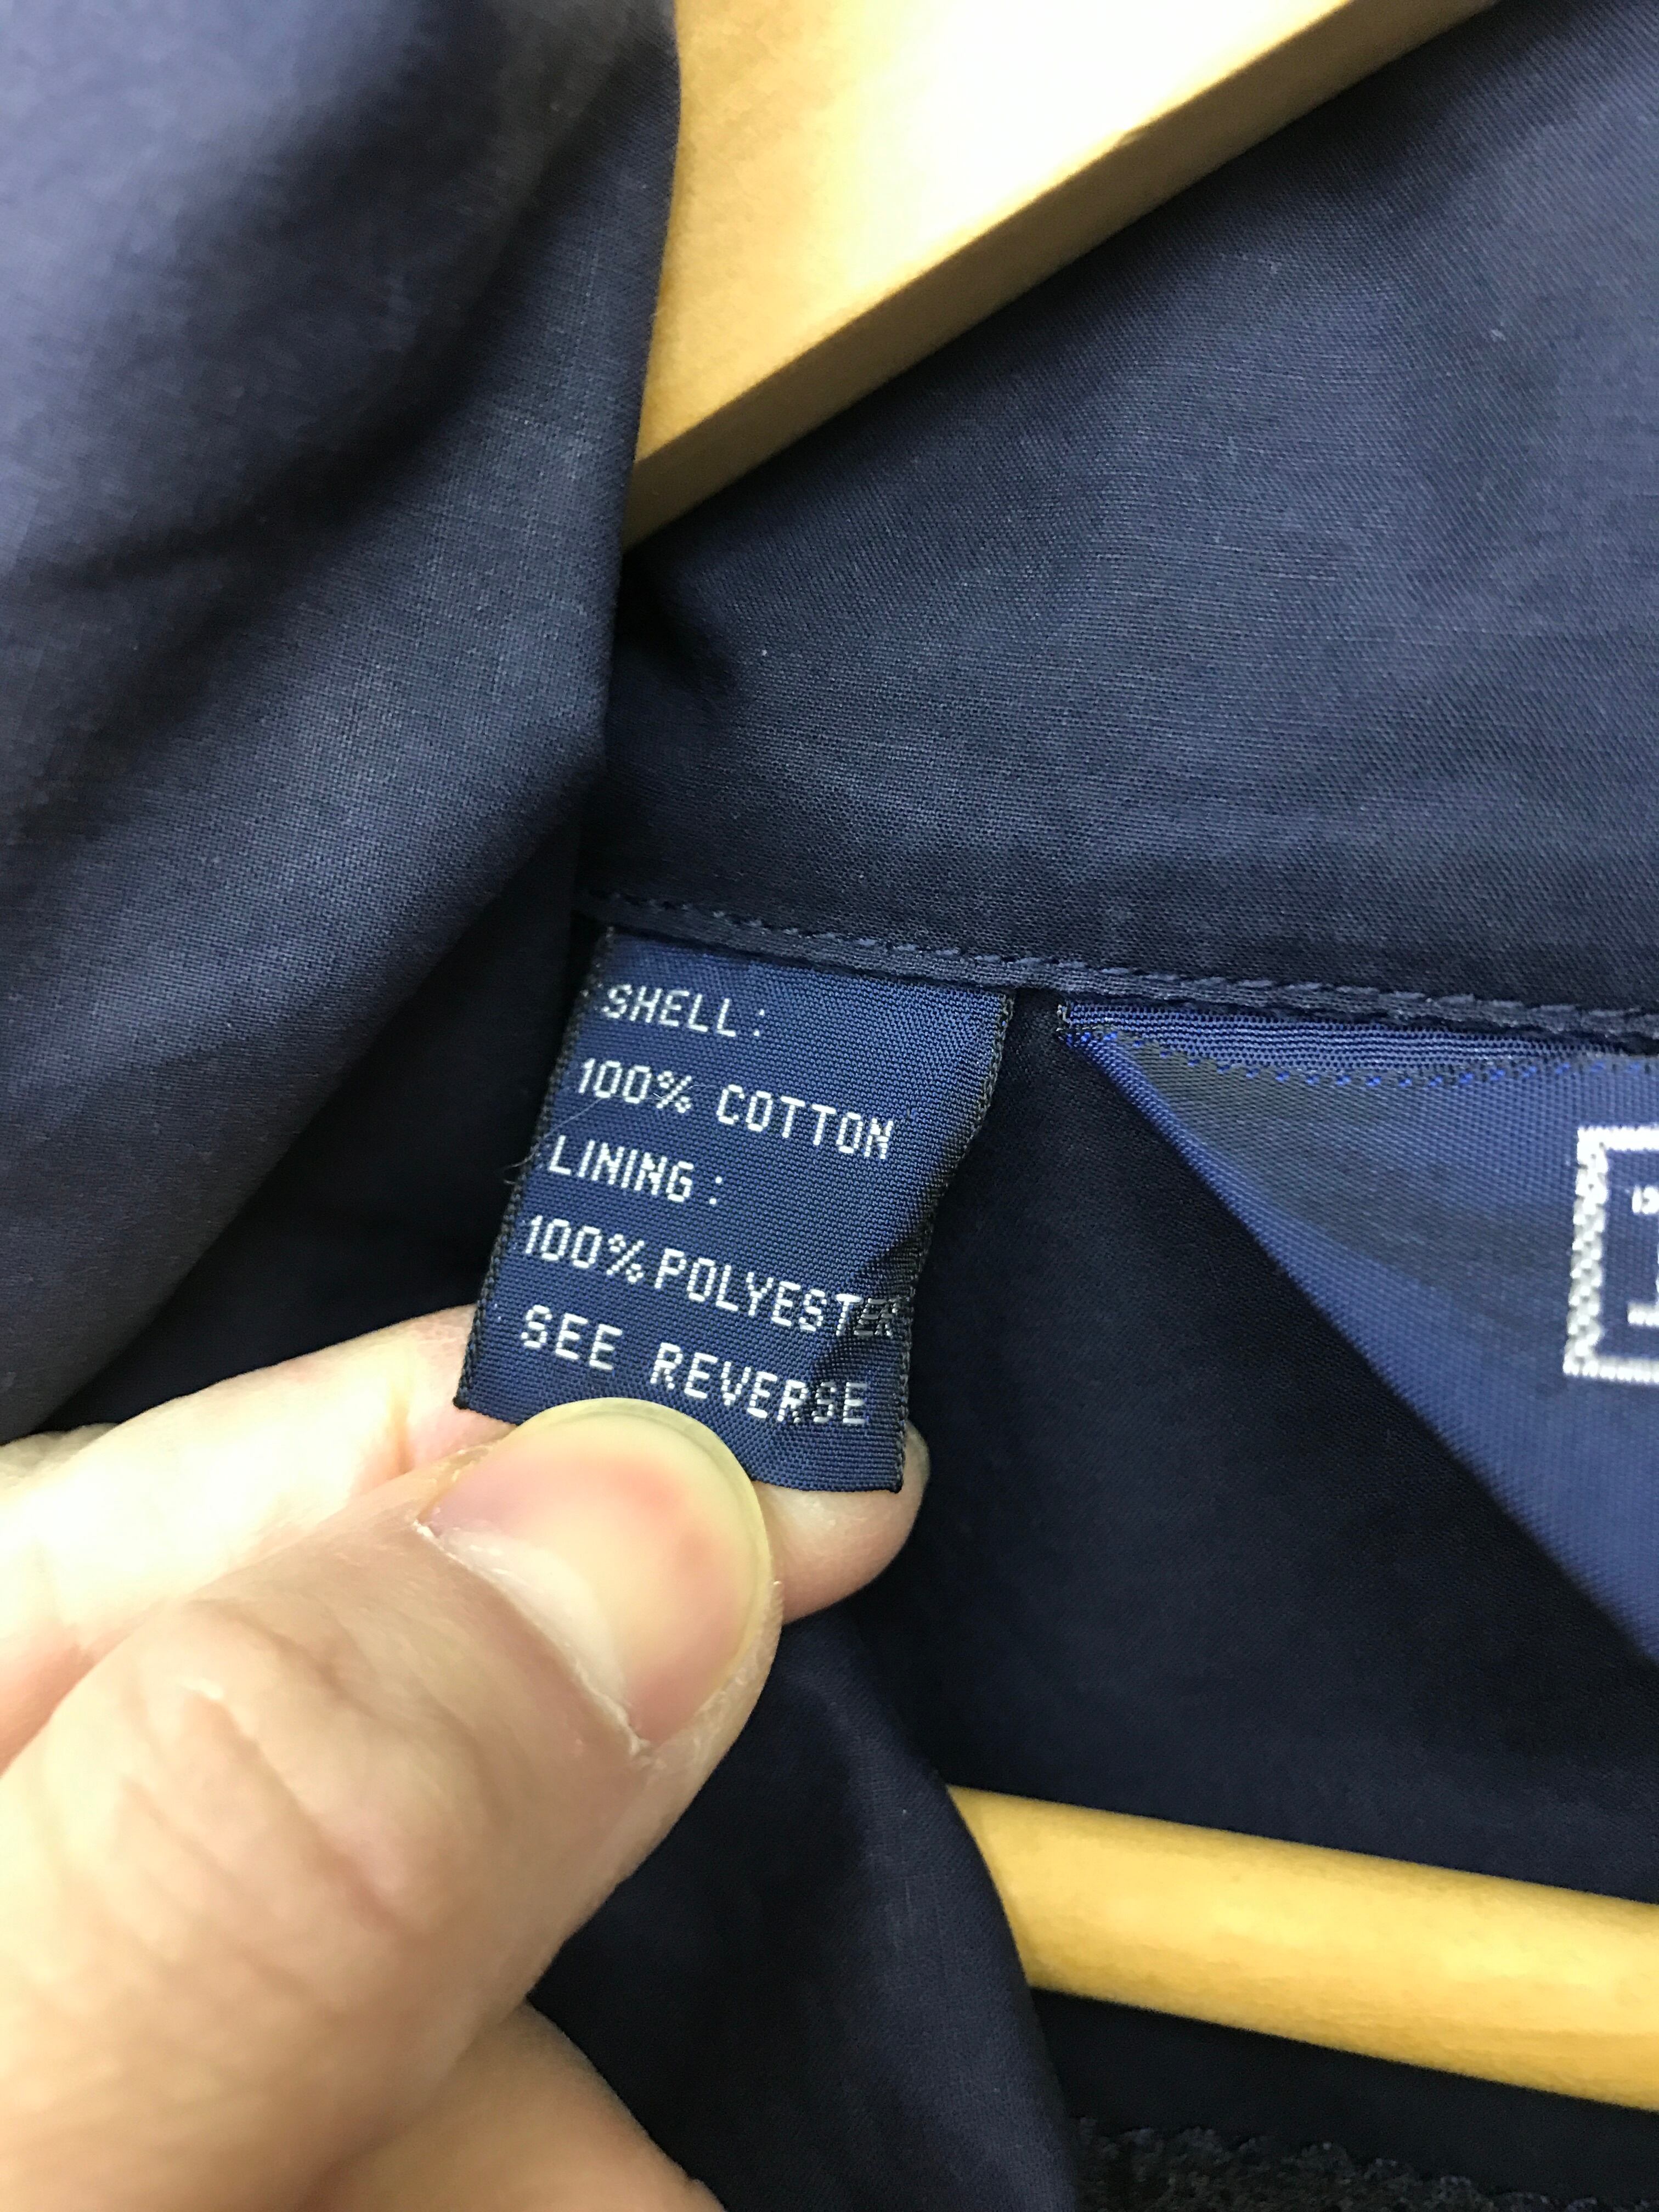 SHELL:
100% COTTON
LINING:
100% POLYESTER
SEE REVERSE